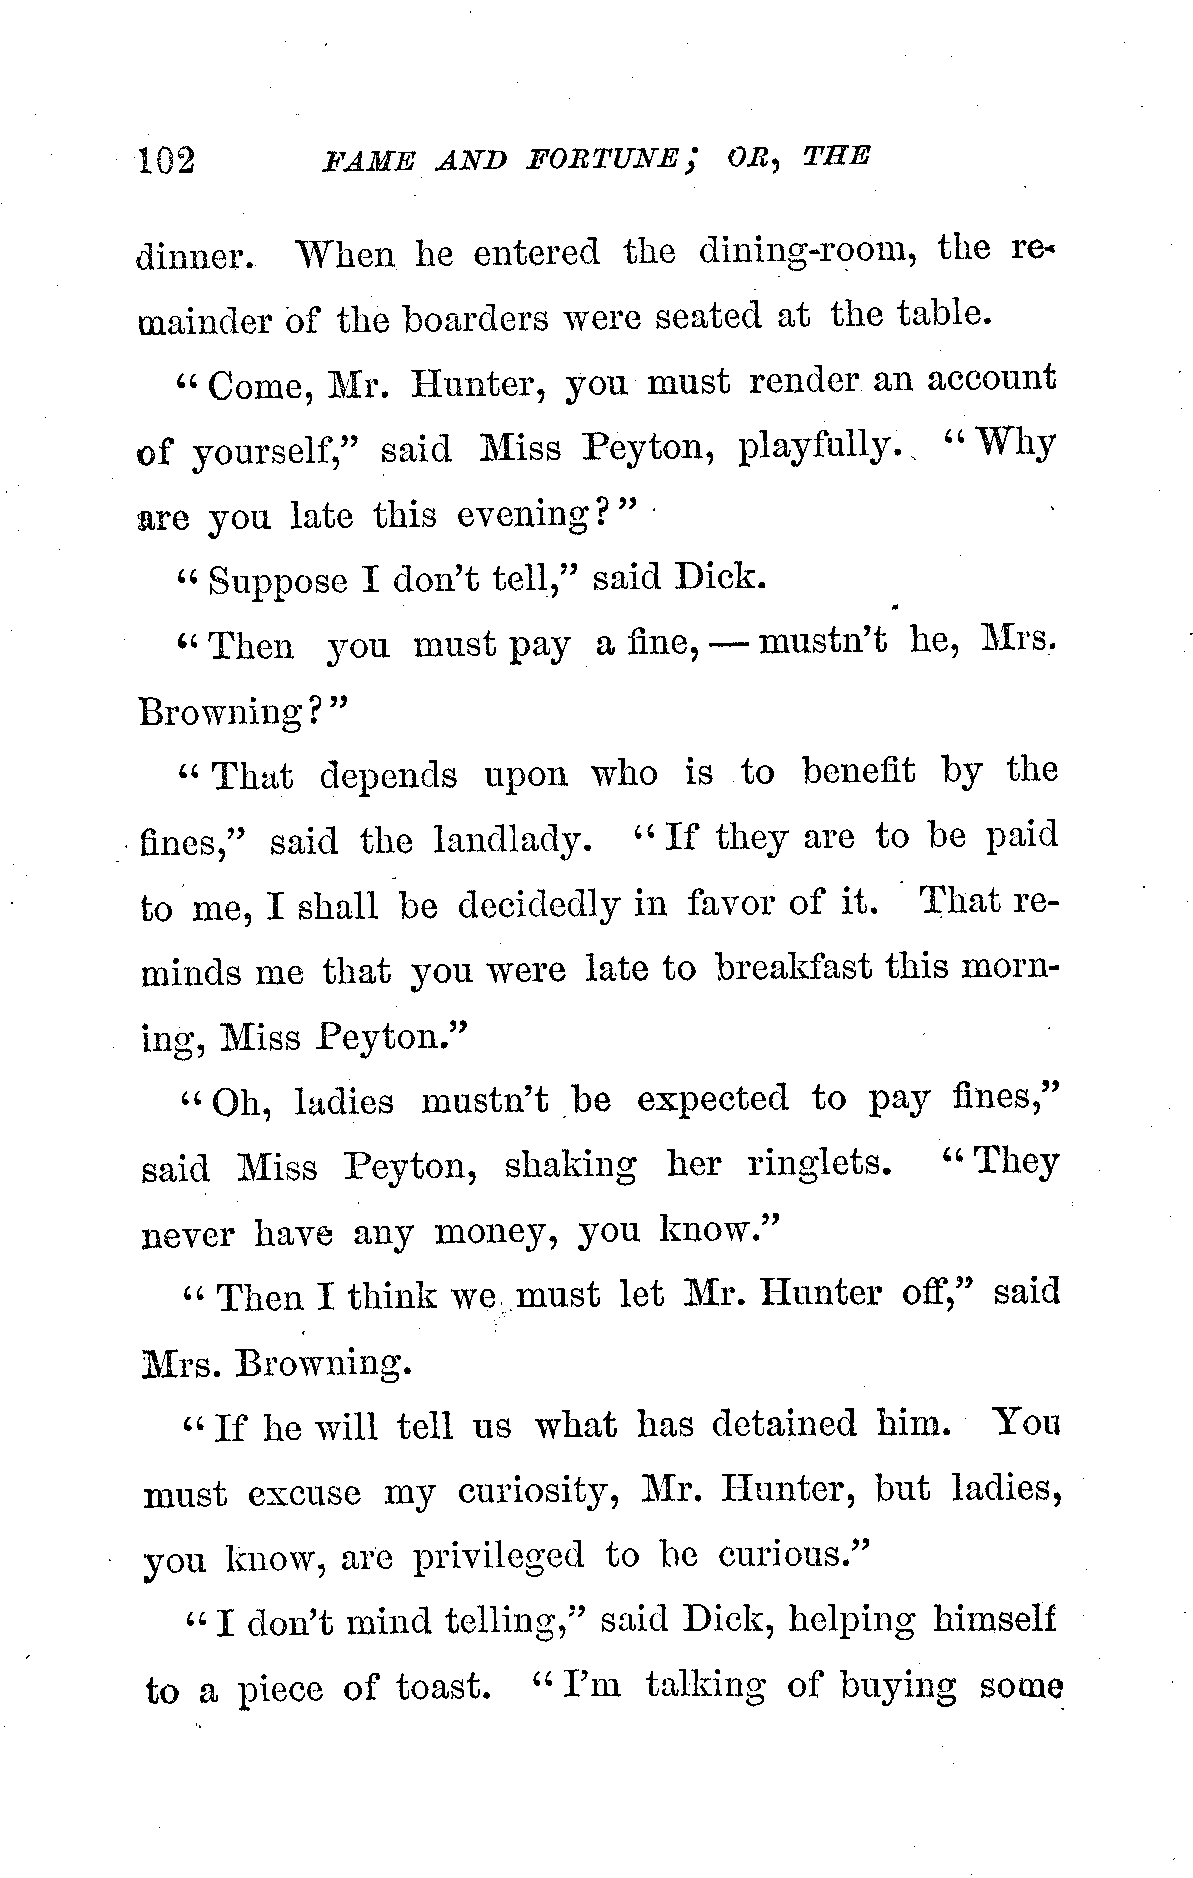 102 FAME AND FORTUNE; OR, THE
dinner. When he entered the dining-room, the re-
mainder of the boarders were seated at the table.
"Come, Mr. Hunter, you must render an account
of yourself," said Miss Peyton, playfully. "Why
are you late this evening?"
"Suppose I don't tell," said Dick.
"Then you must pay a fine,—mustn't he, Mrs.
Browning?"
"That depends upon who is to benefit by the
fines," said the landlady. "If they are to be paid
to me, I shall be decidedly in favor of it. That re-
minds me that you were late to breakfast this morn-
ing, Miss Peyton."
"Oh, ladies mustn't be expected to pay fines,"
said Miss Peyton, shaking her ringlets. "They
never have any money, you know."
"Then I think we must let Mr. Hunter off," said
Mrs. Browning.
"If he will tell us what has detained him. You
must excuse my curiosity, Mr. Hunter, but ladies,
you know, are privileged to be curious."
"I don't mind telling," said Dick, helping himself
to a piece of toast. "I'm talking of buying some